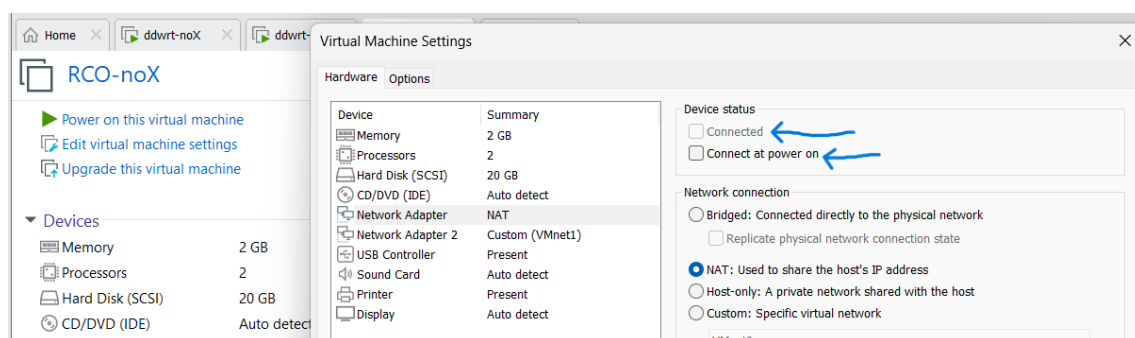 Home
ddwrt-noX
ddwrt-
RCO-noX
Power on this virtual machine
Edit virtual machine settings
Upgrade this virtual machine
Devices
Memory 2 GB
Processors 2
Hard Disk (SCSI) 20 GB
CD/DVD (IDE) Auto detect
Virtual Machine Settings
Hardware Options
Device Summary
Memory 2 GB
Processors 2
Hard Disk (SCSI) 20 GB
CD/DVD (IDE) Auto detect
Network Adapter NAT
Network Adapter 2 Custom (VMnet1)
USB Controller Present
Sound Card Auto detect
Printer Present
Display Auto detect
Device status
Connected
Connect at power on
Network connection
Bridged: Connected directly to the physical network
Replicate physical network connection state
NAT: Used to share the host's IP address
Host-only: A private network shared with the host
Custom: Specific virtual network